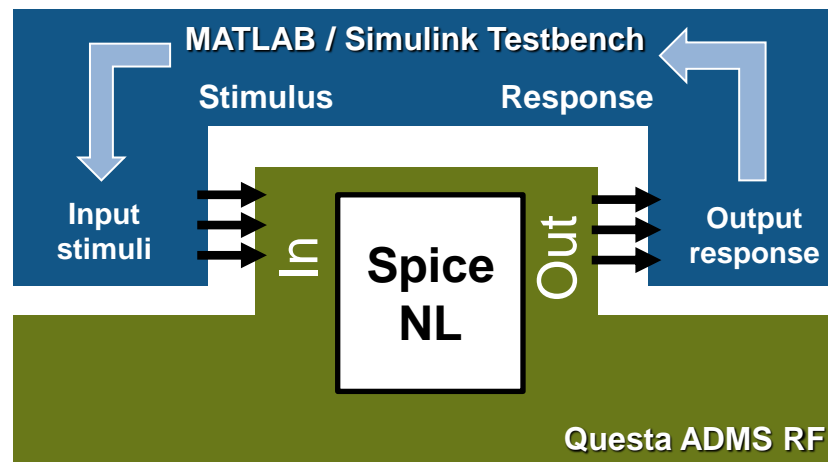 MATLAB / Simulink Testbench
Stimulus
Response
Input
stimuli
In
Spice
NL
Out
Output
response
Questa ADMS RF